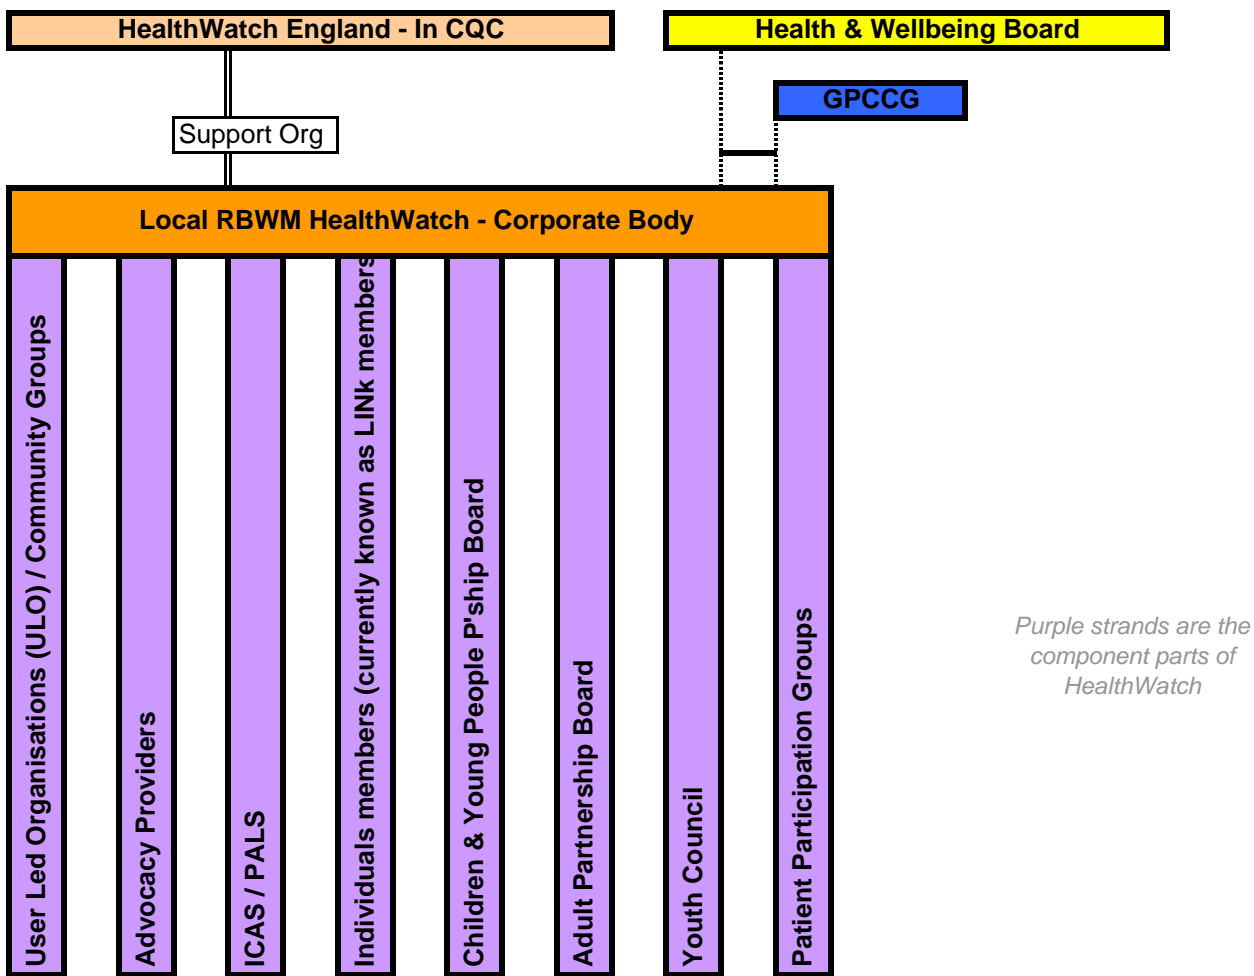 HealthWatch England - In CQC
Health & Wellbeing Board
GPCCG
Support Org
Local RBWM HealthWatch - Corporate Body
User Led Organisations (ULO) / Community Groups
Advocacy Providers
ICAS / PALS
Individuals members (currently known as LINk members
Children & Young People P'ship Board
Adult Partnership Board
Youth Council
Patient Participation Groups
Purple strands are the
component parts of
HealthWatch